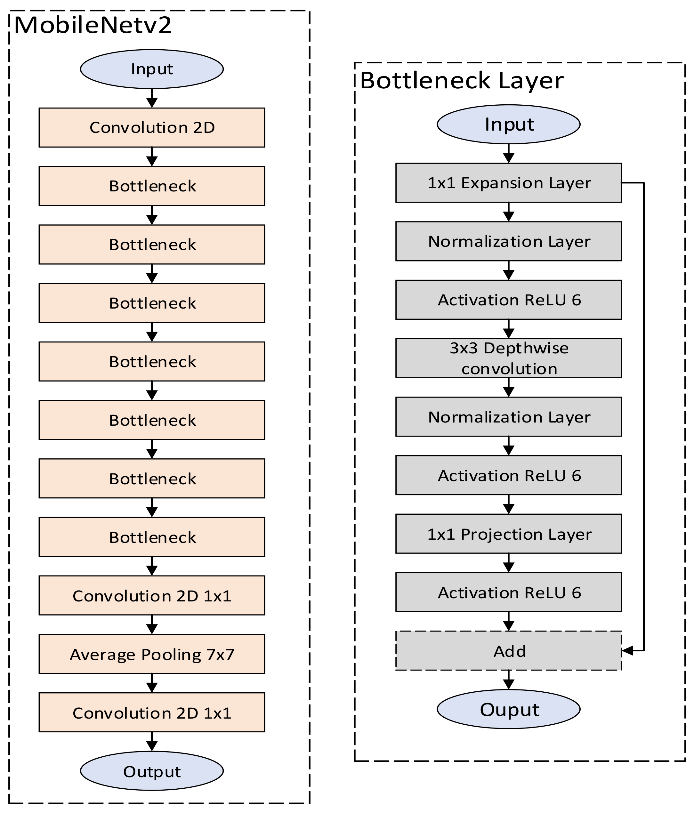 MobileNetv2
Input
Convolution 2D
Bottleneck
Bottleneck
Bottleneck
Bottleneck
Bottleneck
Bottleneck
Bottleneck
Convolution 2D 1x1
Average Pooling 7x7
Convolution 2D 1x1
Output
Bottleneck Layer
Input
1x1 Expansion Layer
Normalization Layer
Activation ReLU 6
3x3 Depthwise
convolution
Normalization Layer
Activation ReLU 6
1x1 Projection Layer
Activation ReLU 6
Add
Ouput